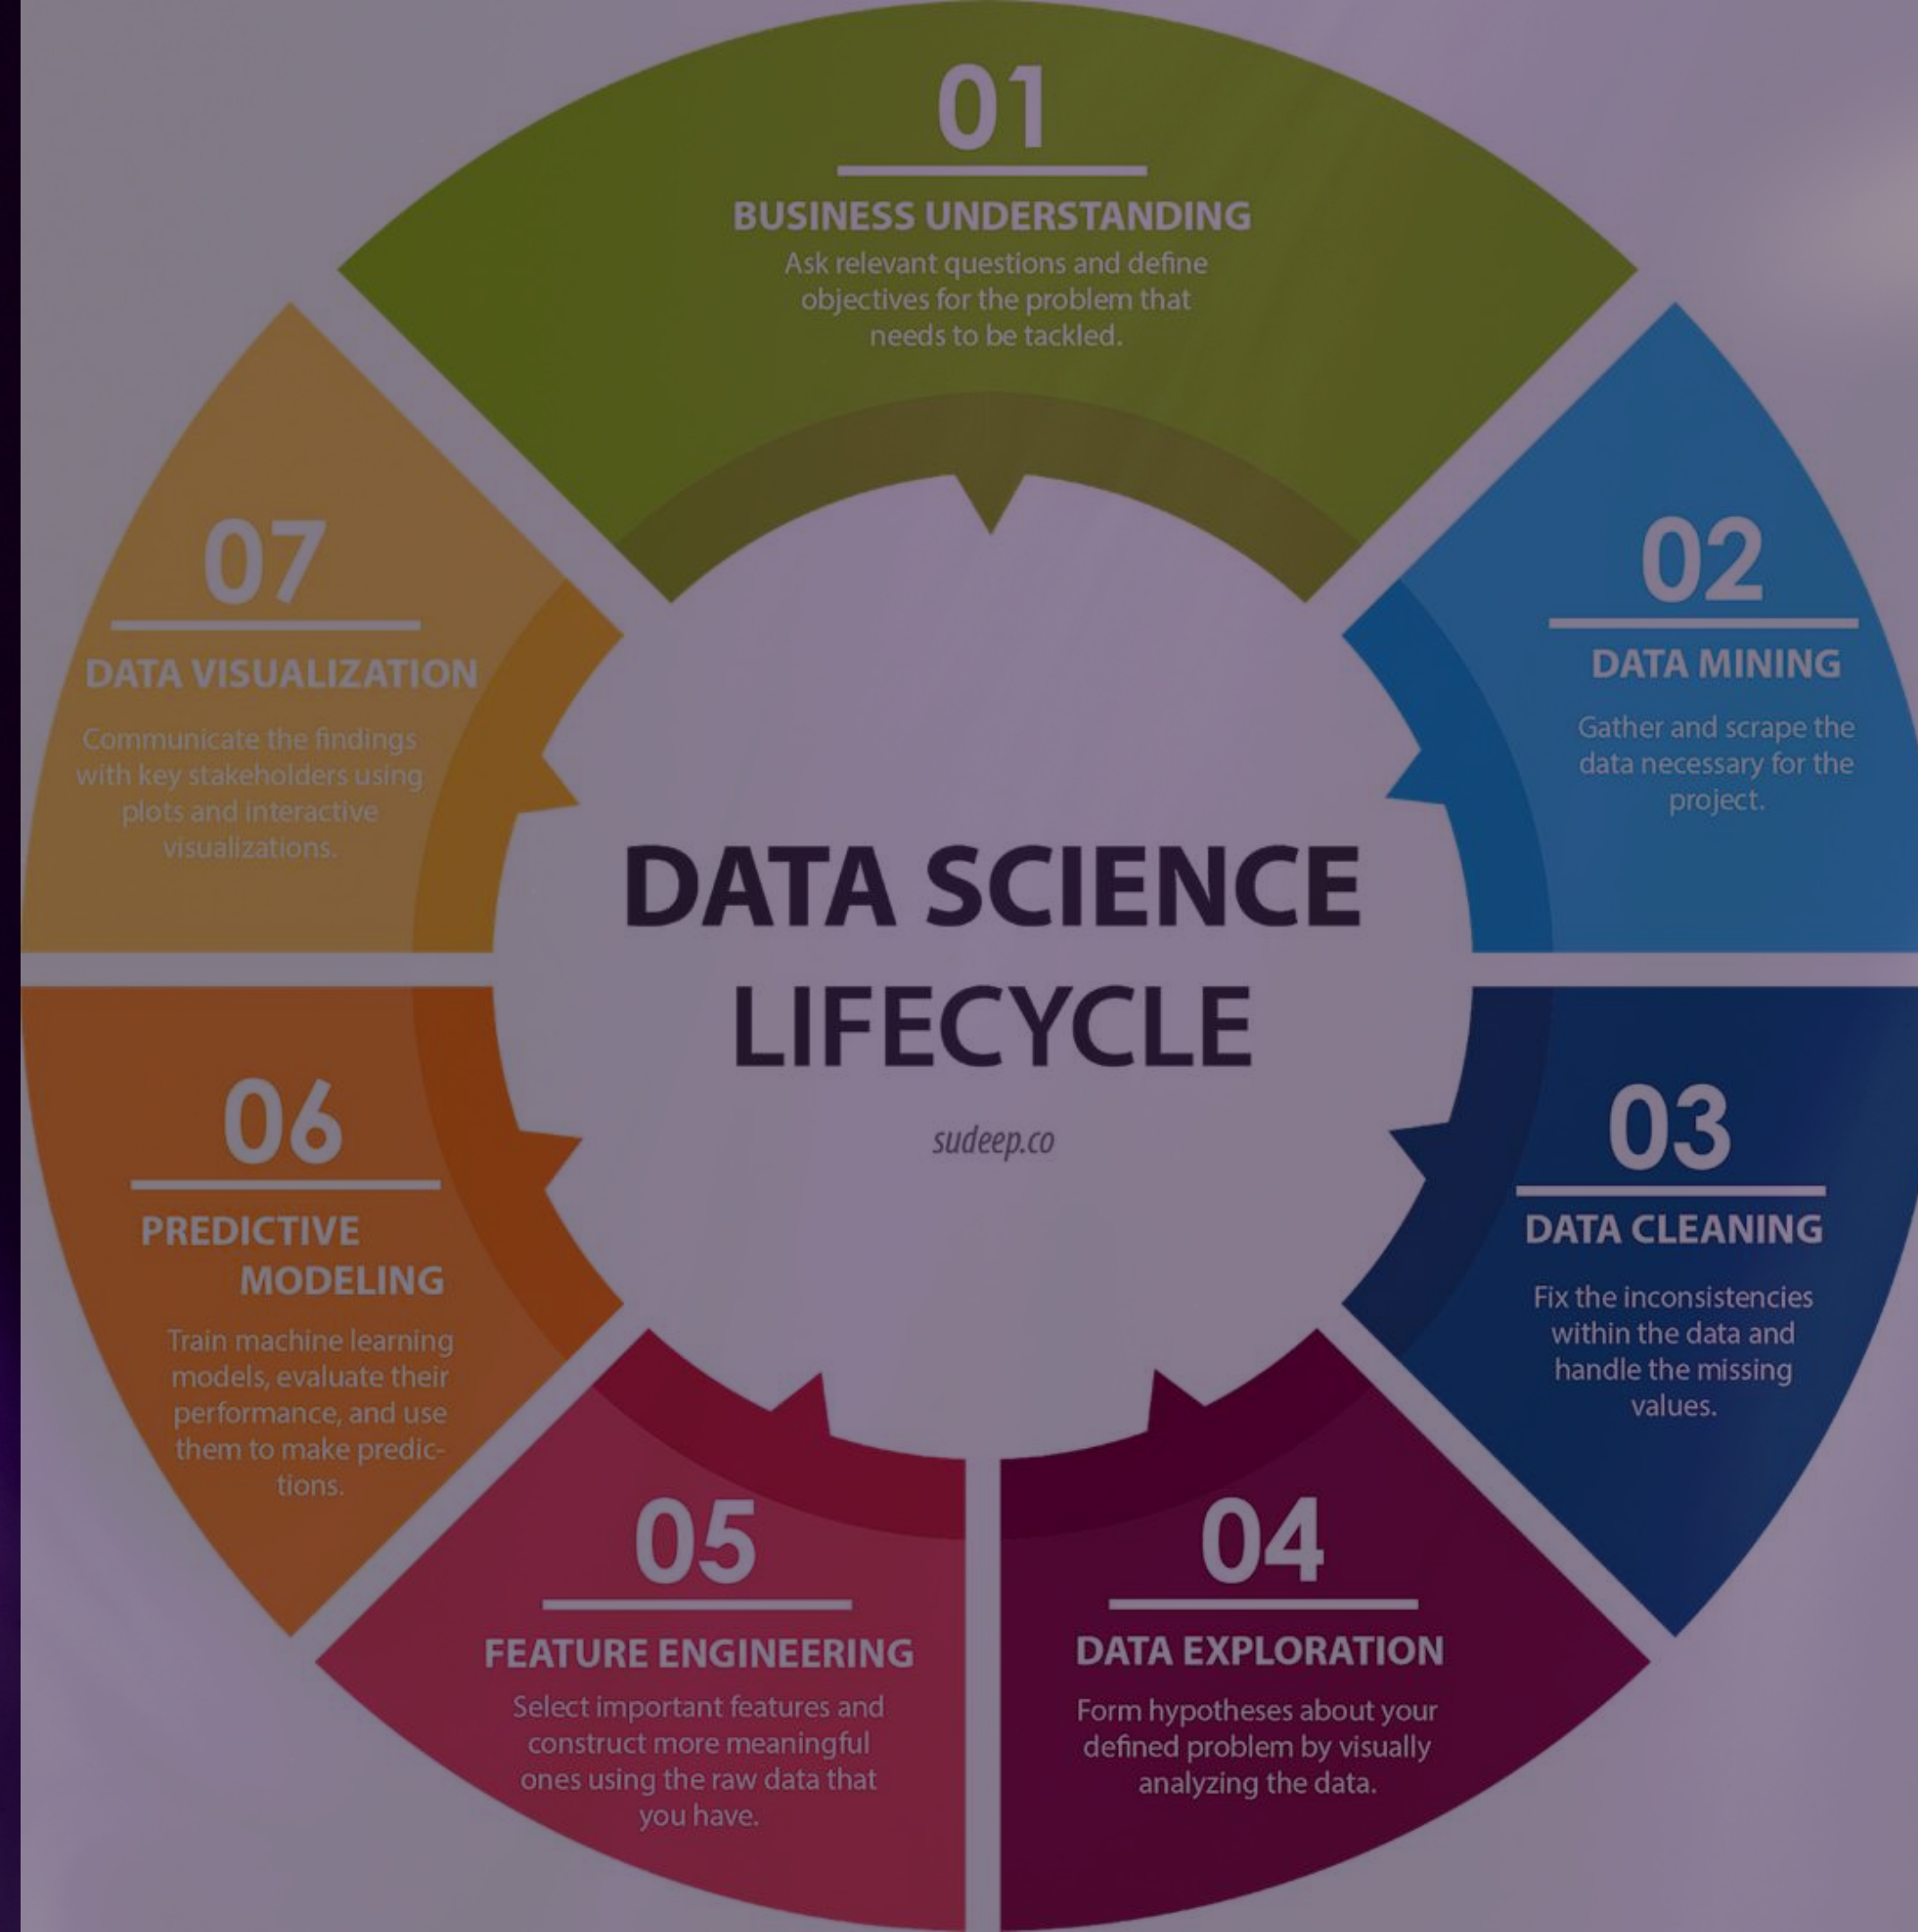 01
BUSINESS UNDERSTANDING
Ask relevant questions and define
objectives for the problem that
needs to be tackled.
02
DATA MINING
Gather and scrape the
data necessary for the
project.
03
DATA CLEANING
Fix the inconsistencies
within the data and
handle the missing
values.
04
DATA EXPLORATION
Form hypotheses about your
defined problem by visually
analyzing the data.
05
FEATURE ENGINEERING
Select important features and
construct more meaningful
ones using the raw data that
you have.
06
PREDICTIVE
MODELING
Train machine learning
models, evaluate their
performance, and use
them to make predic-
tions.
07
DATA VISUALIZATION
Communicate the findings
with key stakeholders using
plots and interactive
visualizations.
DATA SCIENCE
LIFECYCLE
sudeep.co